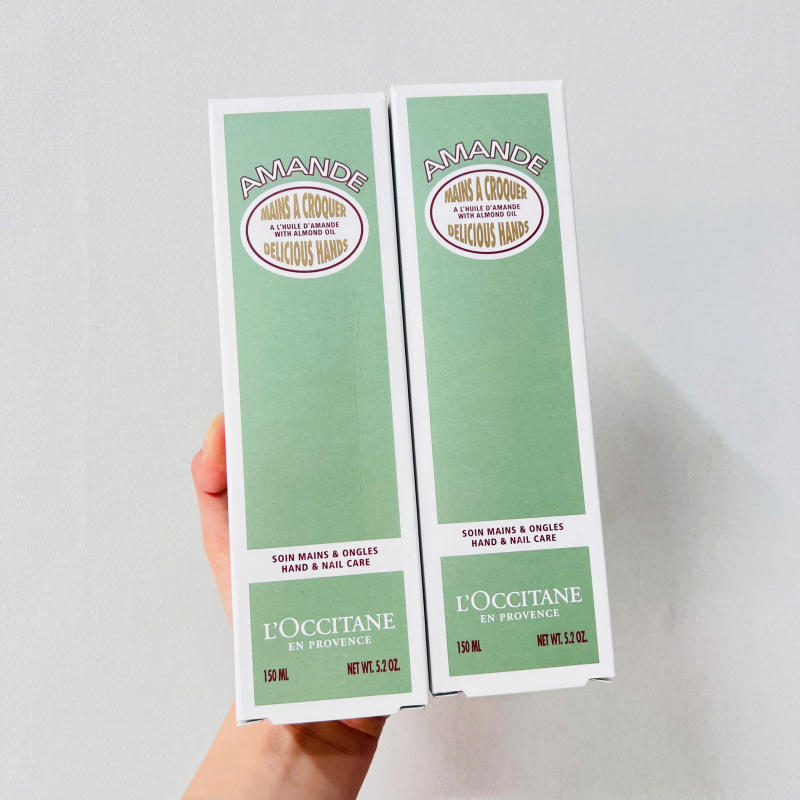 AMANDE
MAINS A CROQUER
A L'HUILE D'AMANDE
WITH ALMOND OIL
DELICIOUS HANDS
SOIN MAINS & ONGLES
HAND & NAIL CARE
L'OCCITANE
EN PROVENCE
150 ML NET WT. 5.2 OZ.
AMANDE
MAINS A CROQUER
A L'HUILE D'AMANDE
WITH ALMOND OIL
DELICIOUS HANDS
SOIN MAINS & ONGLES
HAND & NAIL CARE
L'OCCITANE
EN PROVENCE
150 ML NET WT. 5.2 OZ.